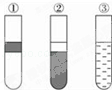 ① ② ③